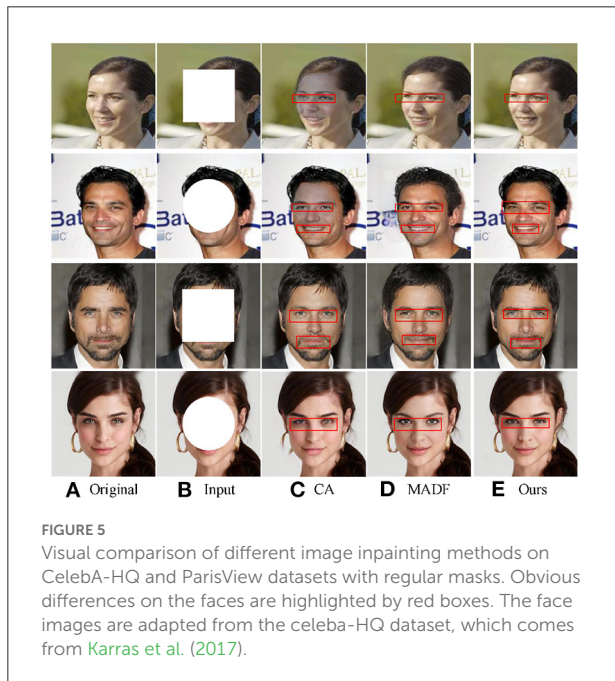 A Original B Input C CA D MADF E Ours
FIGURE 5
Visual comparison of different image inpainting methods on
CelebA-HQ and ParisView datasets with regular masks. Obvious
differences on the faces are highlighted by red boxes. The face
images are adapted from the celeba-HQ dataset, which comes
from Karras et al. (2017).